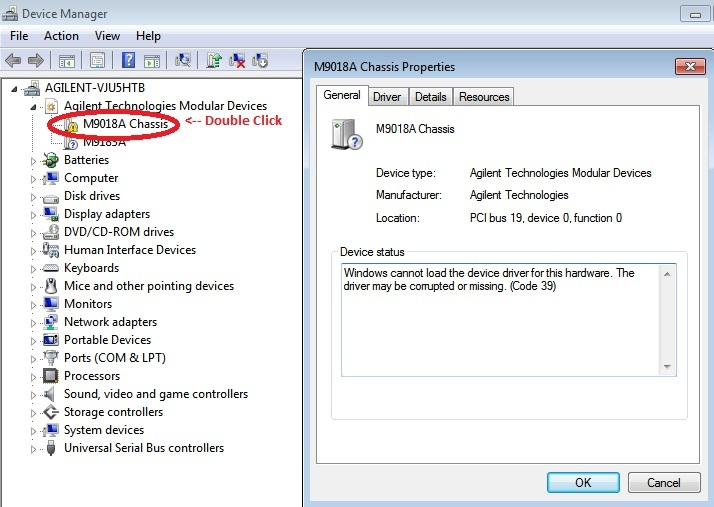 Device Manager
File Action View Help
AGILENT-VJU5HTB
Agilent Technologies Modular Devices
M9018A Chassis <-- Double Click
M9183A
Batteries
Computer
Disk drives
Display adapters
DVD/CD-ROM drives
Human Interface Devices
Keyboards
Mice and other pointing devices
Monitors
Network adapters
Portable Devices
Ports (COM & LPT)
Processors
Sound, video and game controllers
Storage controllers
System devices
Universal Serial Bus controllers
M9018A Chassis Properties
General Driver Details Resources
M9018A Chassis
Device type: Agilent Technologies Modular Devices
Manufacturer: Agilent Technologies
Location: PCI bus 19, device 0, function 0
Device status
Windows cannot load the device driver for this hardware. The
driver may be corrupted or missing. (Code 39)
OK Cancel